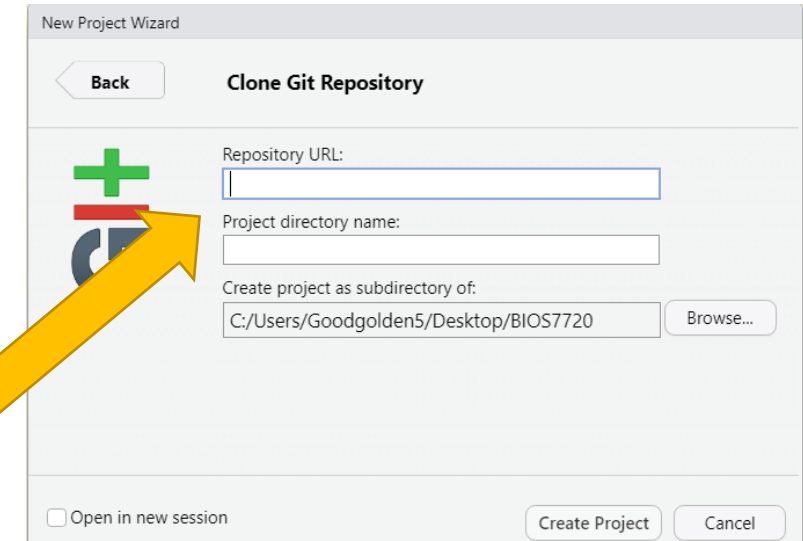 New Project Wizard
Back
Clone Git Repository
Repository URL:
Project directory name:
Create project as subdirectory of:
C:/Users/Goodgolden5/Desktop/BIOS7720
Browse...
Open in new session
Create Project
Cancel